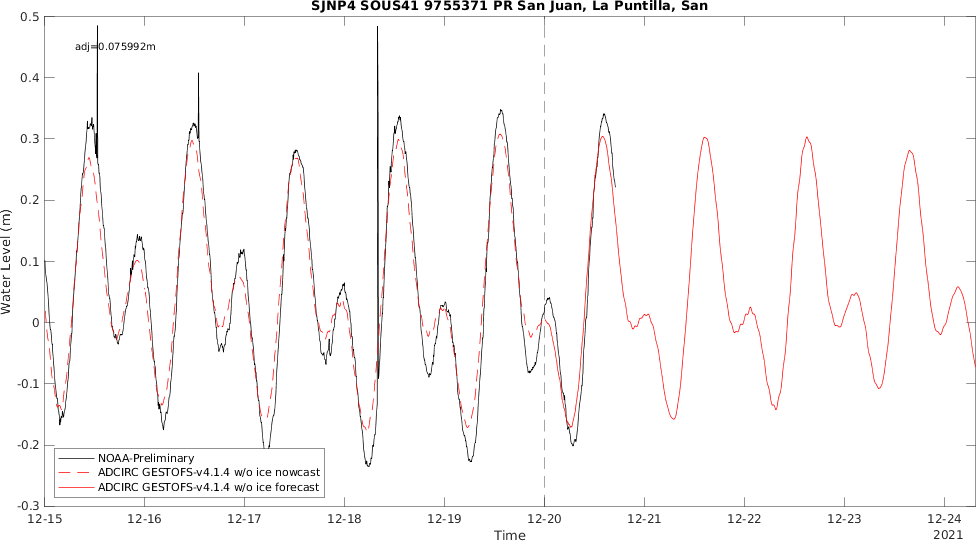 SJNP4 SOUS41 9755371 PR San Juan, La Puntilla, San
adj=0.075992m
Water Level (m)
0.5
0.4
0.3
0.2
0.1
0
-0.1
-0.2
-0.3
NOAA-Preliminary
ADCIRC GESTOFS-v4.1.4 w/o ice nowcast
ADCIRC GESTOFS-v4.1.4 w/o ice forecast
12-15 12-16 12-17 12-18 12-19 12-20 12-21 12-22 12-23 12-24
Time
2021